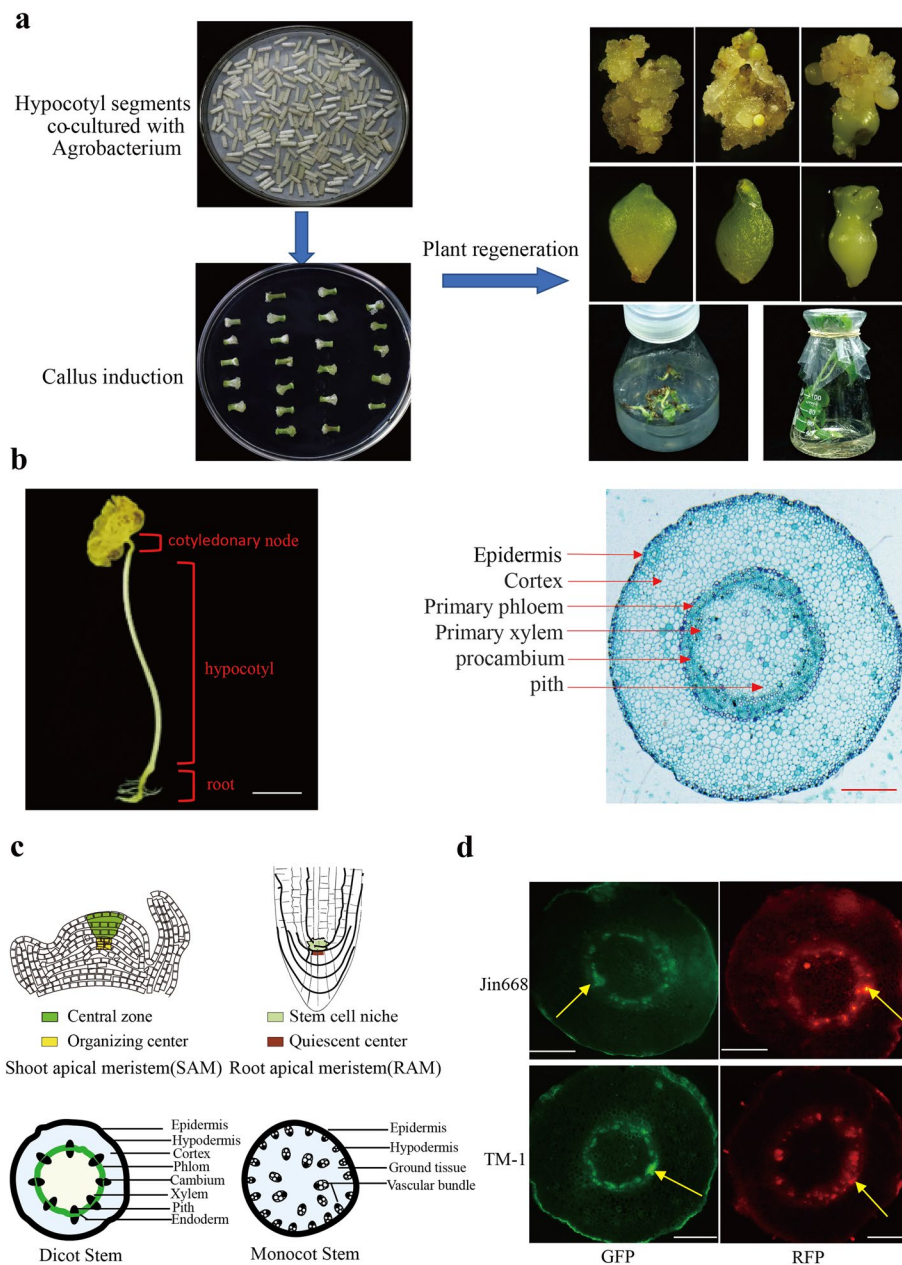 a
Hypocotyl segments
co-cultured with
Agrobacterium
Plant regeneration
Callus induction
b
cotyledonary node
hypocotyl
root
Epidermis
Cortex
Primary phloem
Primary xylem
procambium
pith
c
Central zone
Organizing center
Shoot apical meristem(SAM)
Stem cell niche
Quiescent center
Root apical meristem(RAM)
Epidermis
Hypodermis
Cortex
Phlom
Cambium
Xylem
Pith
Endoderm
Dicot Stem
Epidermis
Hypodermis
Ground tissue
Vascular bundle
Monocot Stem
d
Jin668
TM-1
GFP
RFP